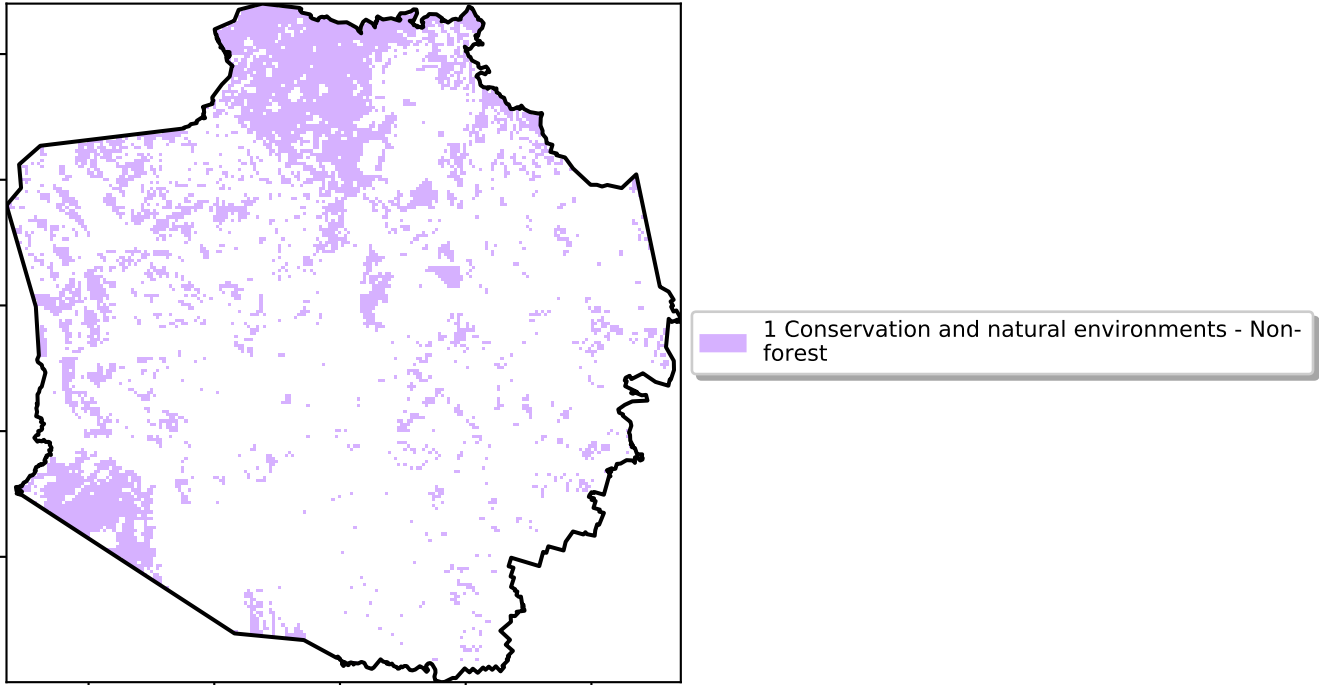 1 Conservation and natural environments - Non-
forest